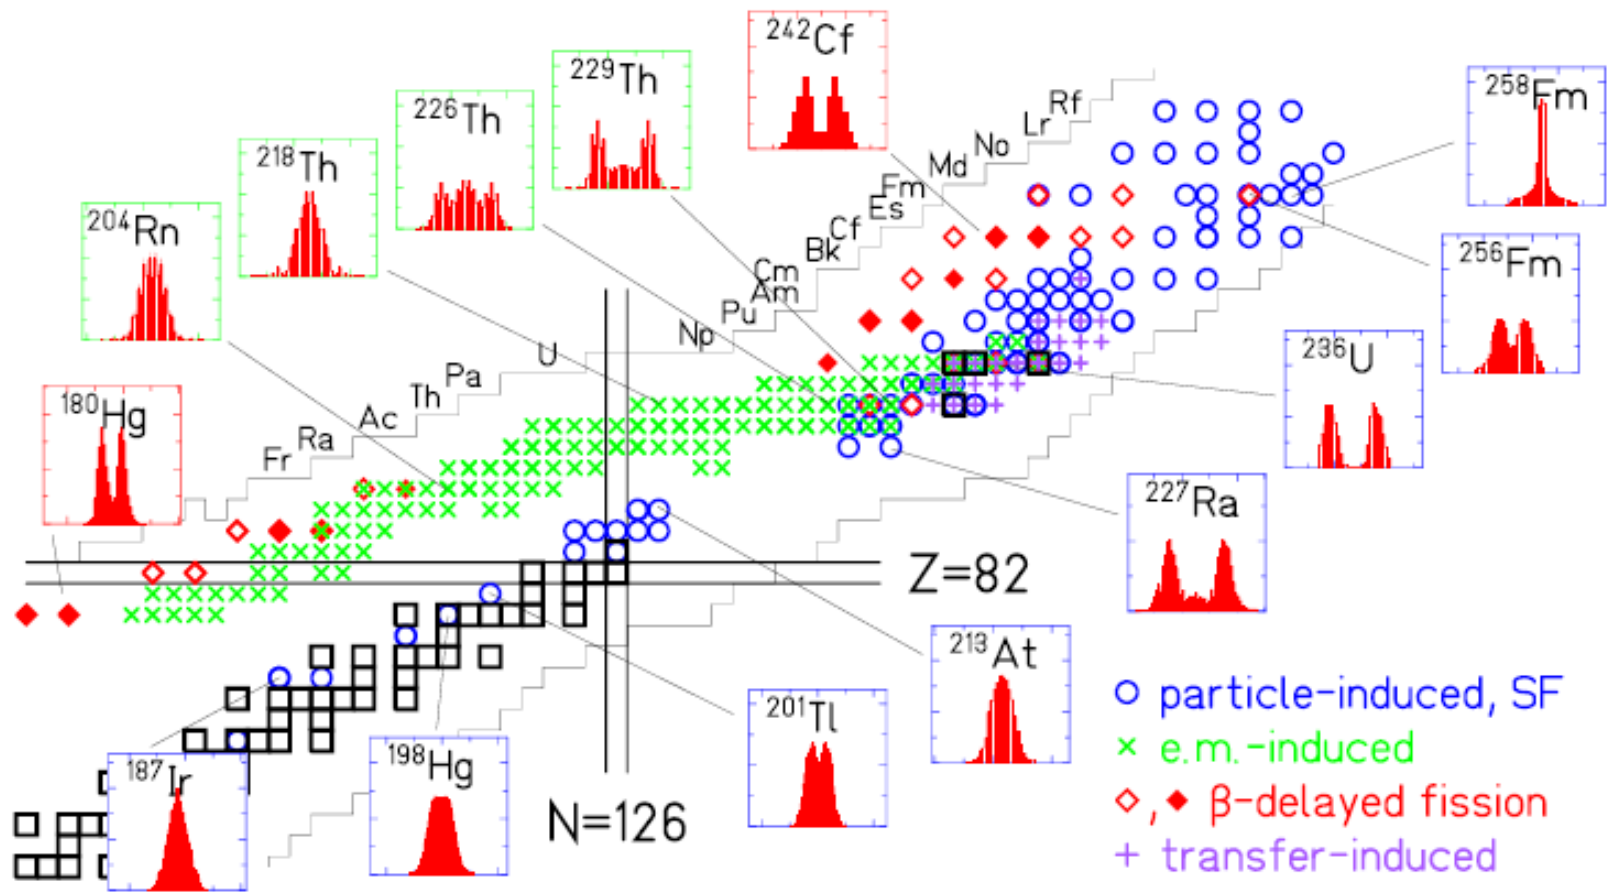 242Cf
229Th
258Fm
226Th
218Th
204Rn
180Hg
Rf
Lr
No
Md
Fm
Es
Cf
Bk
Cm
Am
Pu
Np
U
Pa
Th
Ac
Ra
Fr
256Fm
236U
227Ra
Z=82
213At
201Tl
198Hg
187Ir
N=126
particle-induced, SF
e.m.-induced
, β-delayed fission
transfer-induced